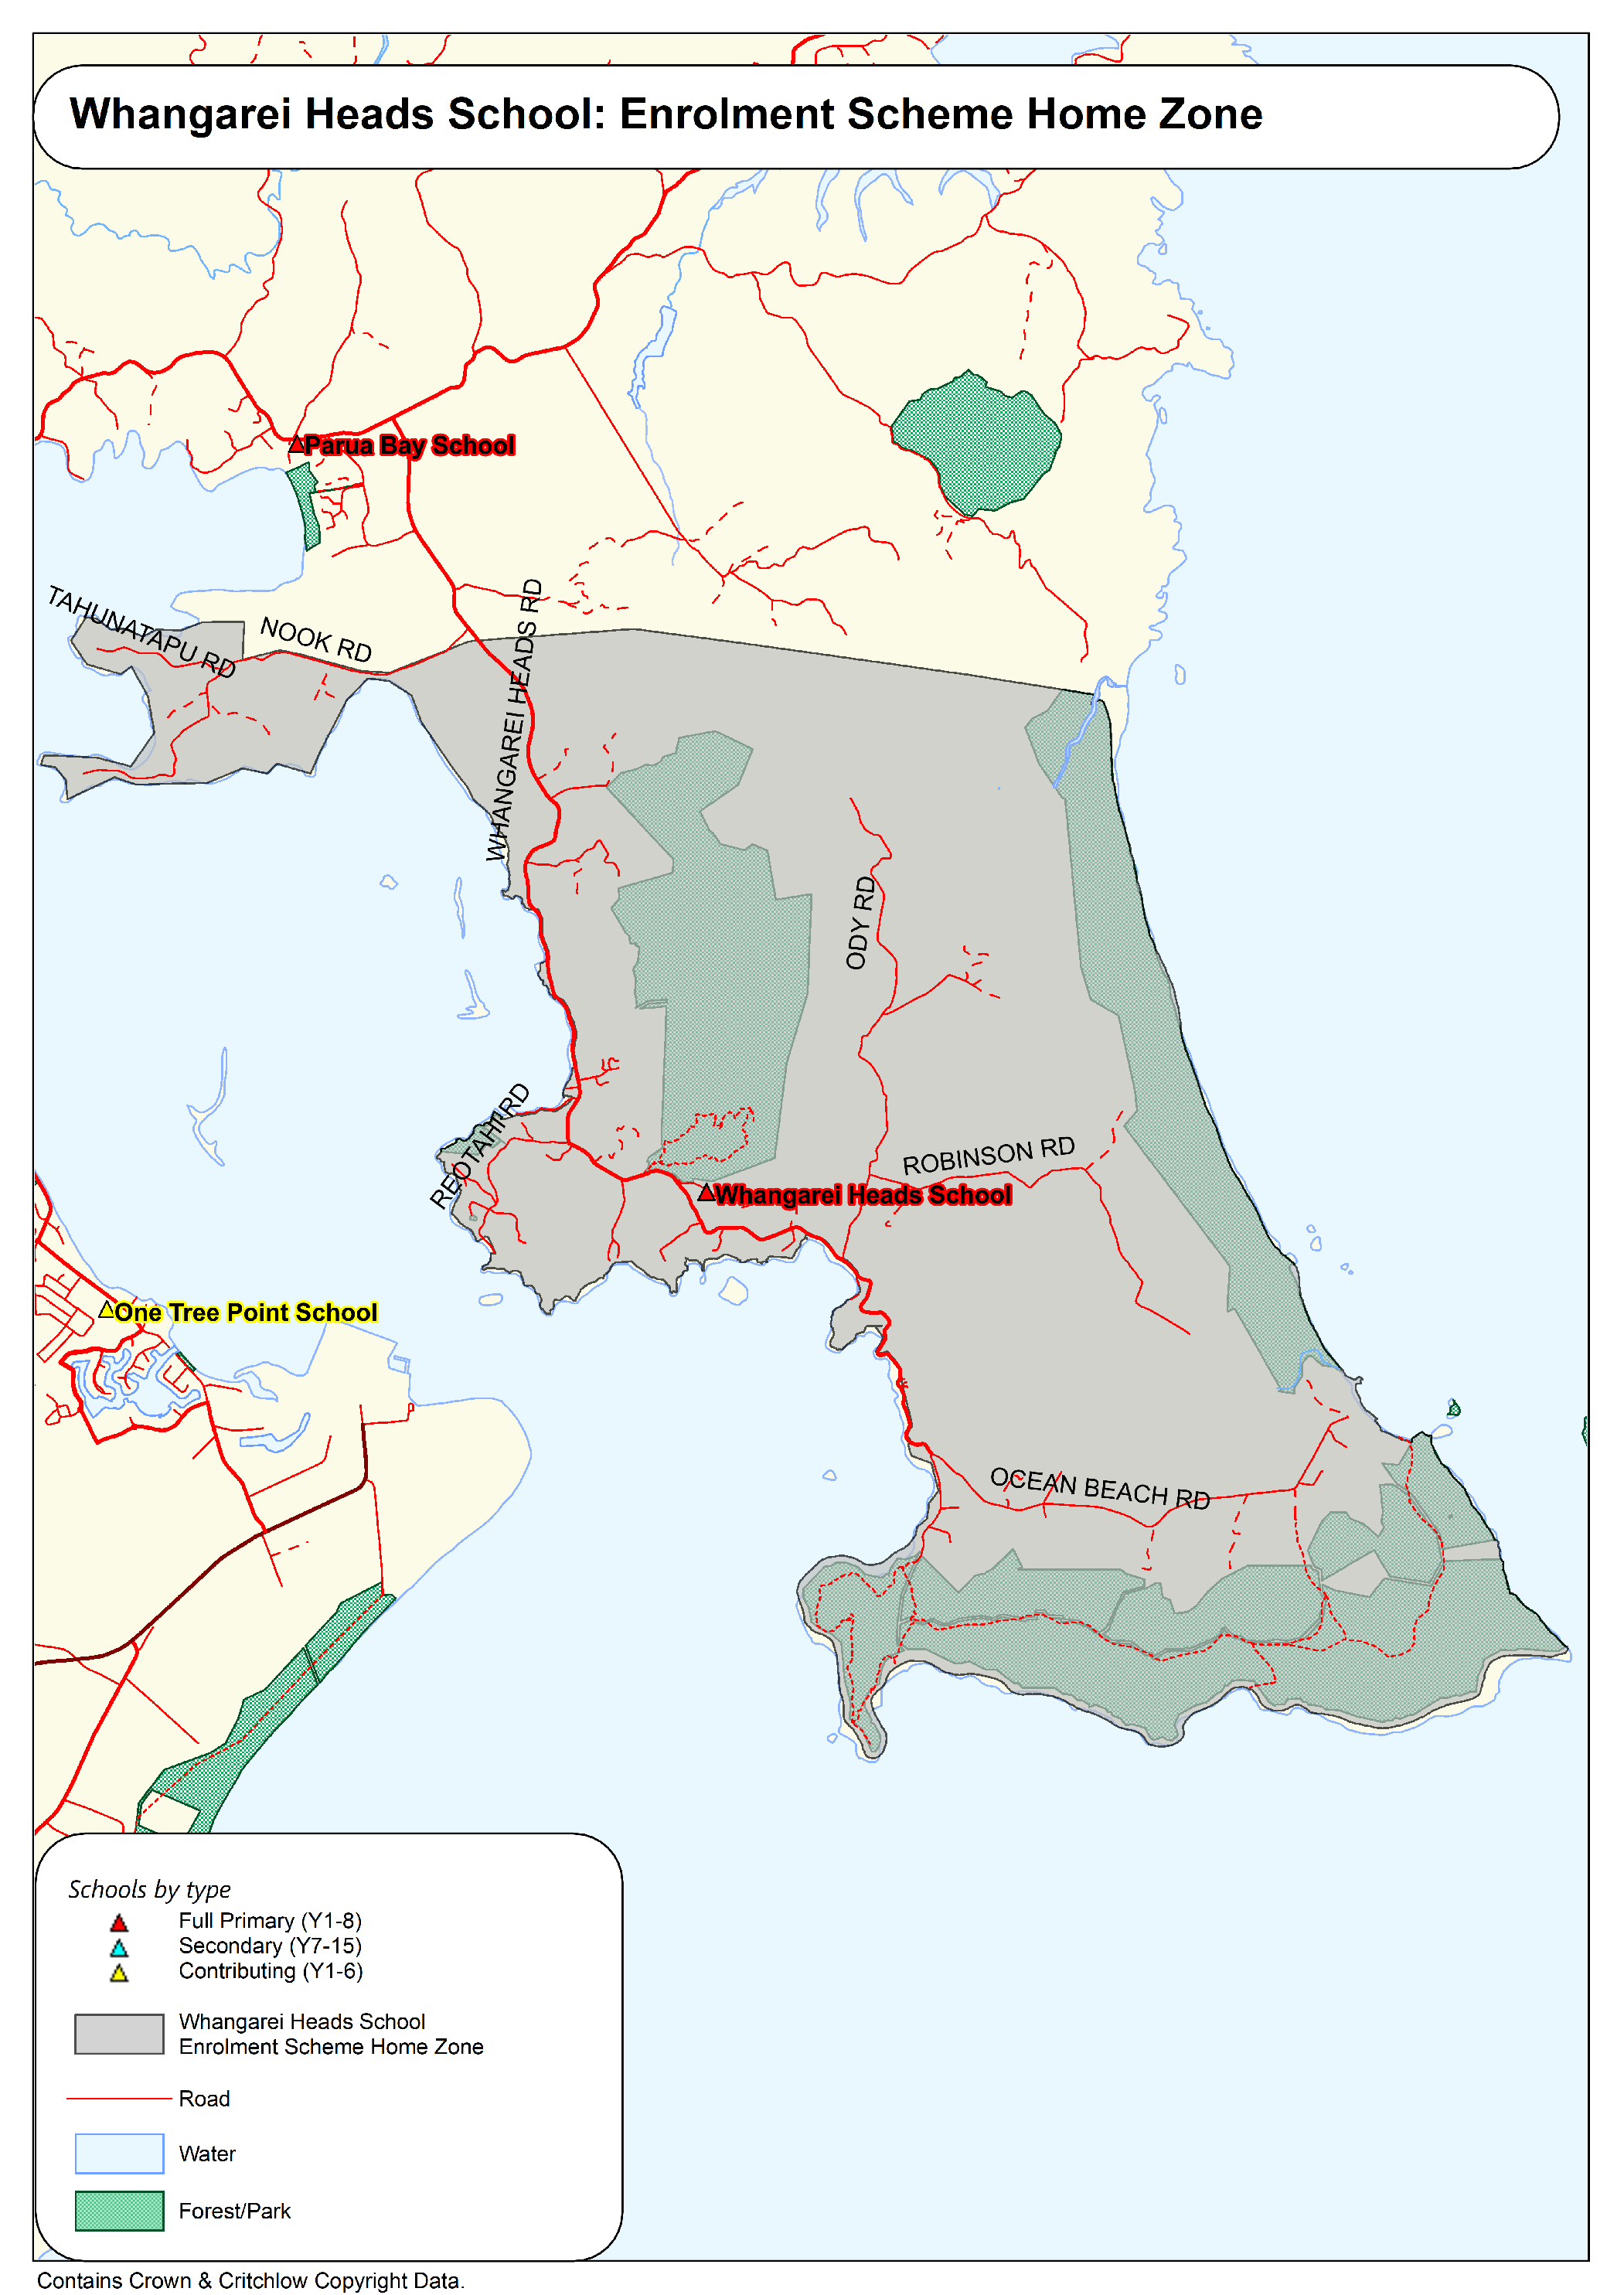 Whangarei Heads School: Enrolment Scheme Home Zone
Parua Bay School
TAHUNATAPU RD
NOOK RD
WHANGAREI HEADS RD
ODY RD
REOTAHI RD
ROBINSON RD
Whangarei Heads School
One Tree Point School
OCEAN BEACH RD
Schools by type
Full Primary (Y1-8)
Secondary (Y7-15)
Contributing (Y1-6)
Whangarei Heads School
Enrolment Scheme Home Zone
Road
Water
Forest/Park
Contains Crown & Critchlow Copyright Data.